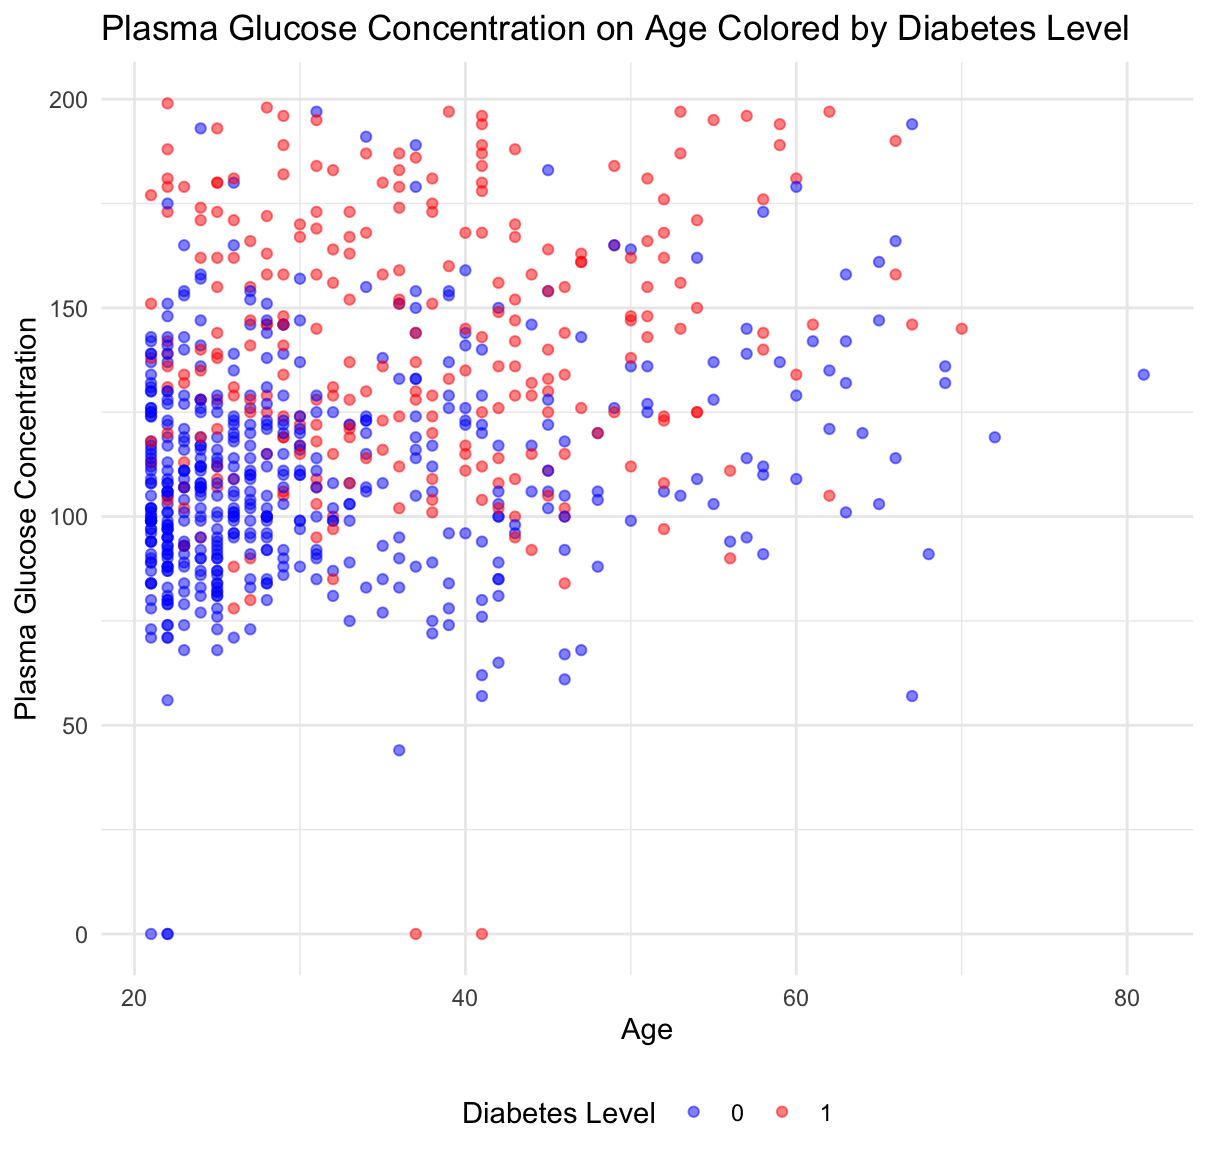 Plasma Glucose Concentration on Age Colored by Diabetes Level
Plasma Glucose Concentration
200
150
100
50
0
20 40 60 80
Age
Diabetes Level 0 1